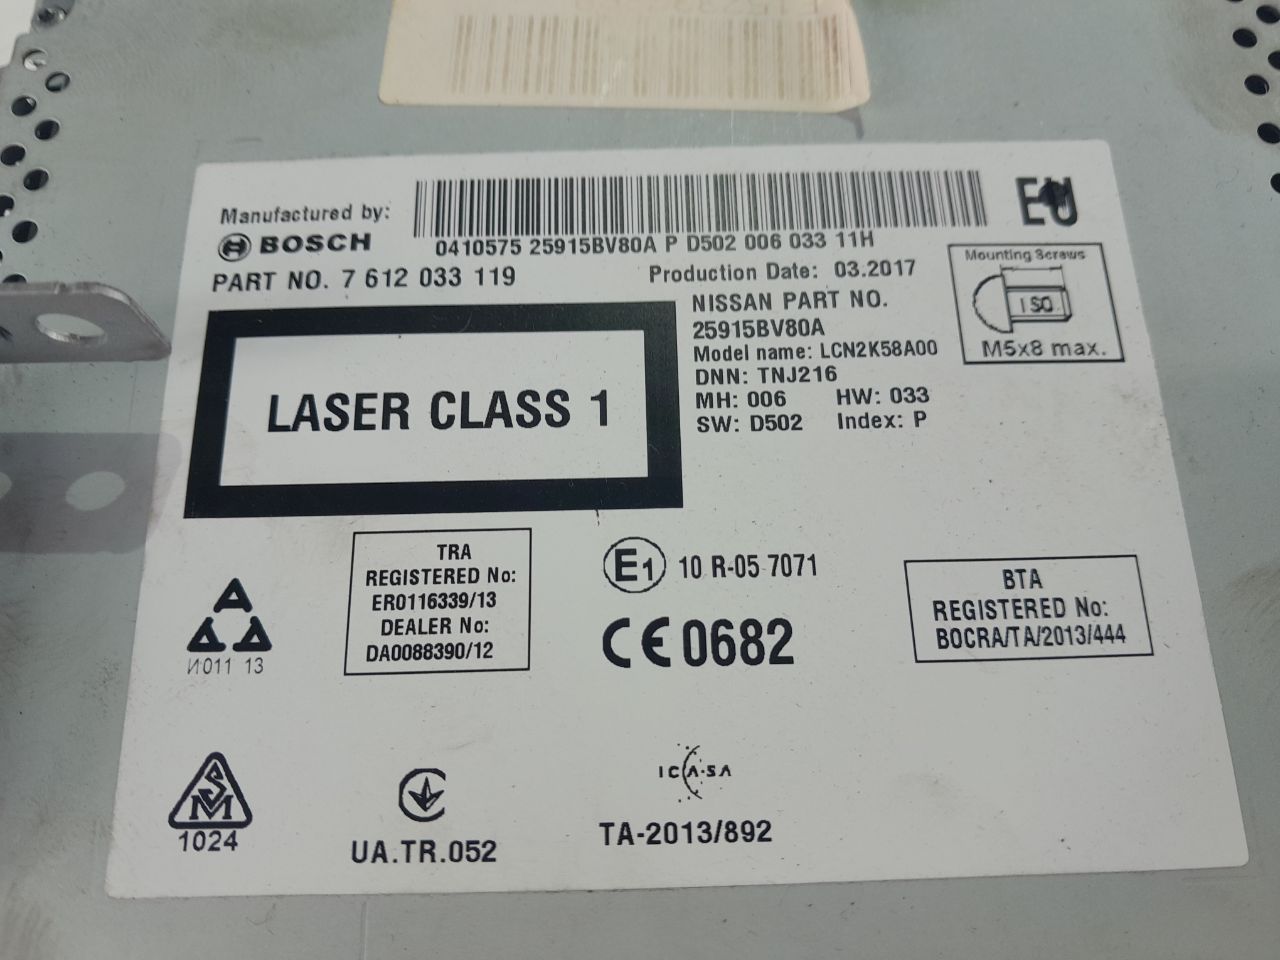 Manufactured by:
BOSCH
0410575 25915BV80A P D502 006 033 11H
EU
PART NO. 7 612 033 119
Production Date: 03.2017
Mounting Screws
ISO
M5x8 max.
NISSAN PART NO.
25915BV80A
Model name: LCN2K58A00
DNN: TNJ216
MH: 006 HW: 033
SW: D502 Index: P
LASER CLASS 1
TRA
REGISTERED No:
ER0116339/13
DEALER No:
DA0088390/12
E1 10 R-05 7071
CE0682
BTA
REGISTERED No:
BOCRA/TA/2013/444
И011 13
SM
1024
UA.TR.052
ICASA
TA-2013/892